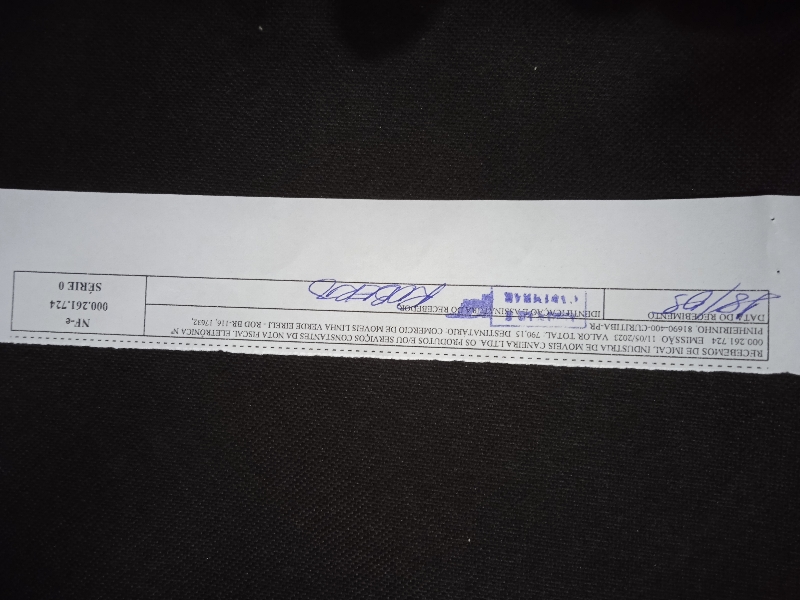 RECEBEMOS DE IMCAL INDUSTRIA DE MOVEIS CANEIRA LTDA OS PRODUTOS E/OU SERVIÇOS CONSTANTES DA NOTA FISCAL ELETRONICA Nº
000.261.724 EMISSÃO 11/05/2023 VALOR TOTAL 790,15 DESTINATARIO COMERCIO DE MOVEIS LINHA VERDE EIRELI - ROD BR-116, 17632,
PINHEIRINHO 81690-400-CURITIBA-PR
DATA DO RECEBIMENTO
IDENTIFICAÇÃO E ASSINATURA DO RECEBEDOR
18/05
ROBERTO
NF-e
000.261.724
SÉRIE 0